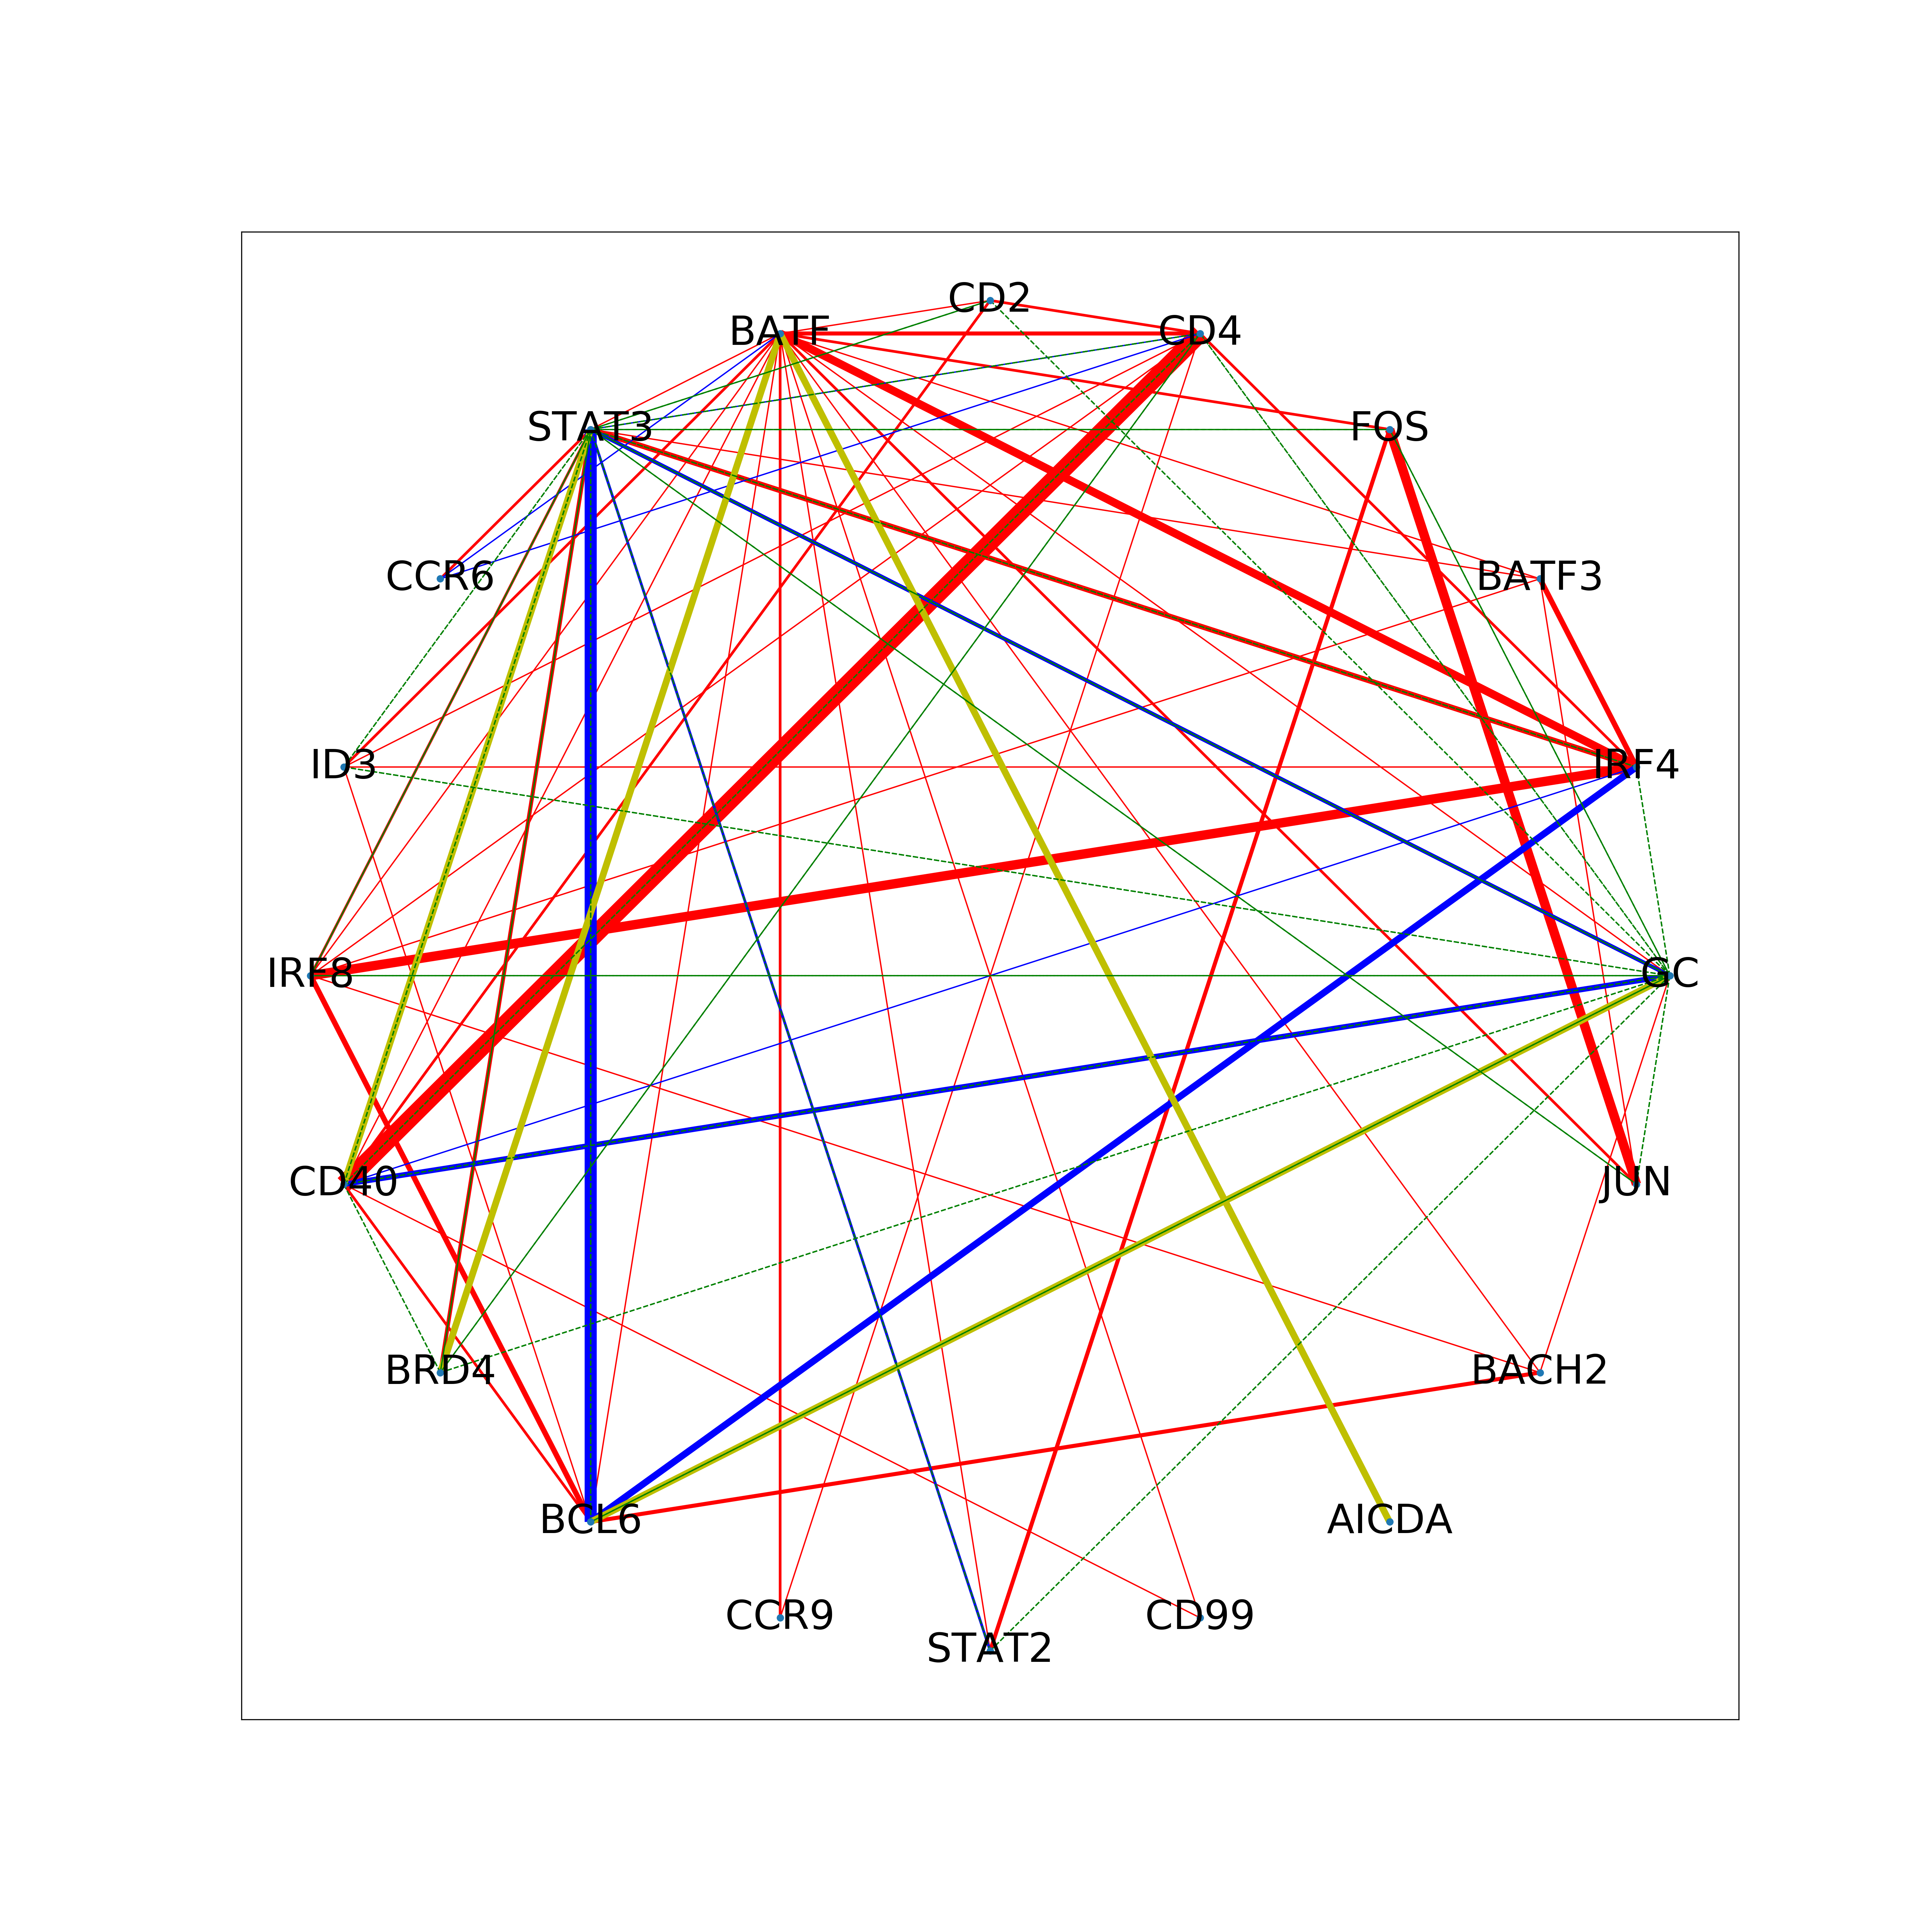 CD2
BATF
CD4
STAT3
FOS
CCR6
BATF3
ID3
IRF4
IRF8
GC
CD40
JUN
BRD4
BACH2
BCL6
AICDA
CCR9
CD99
STAT2